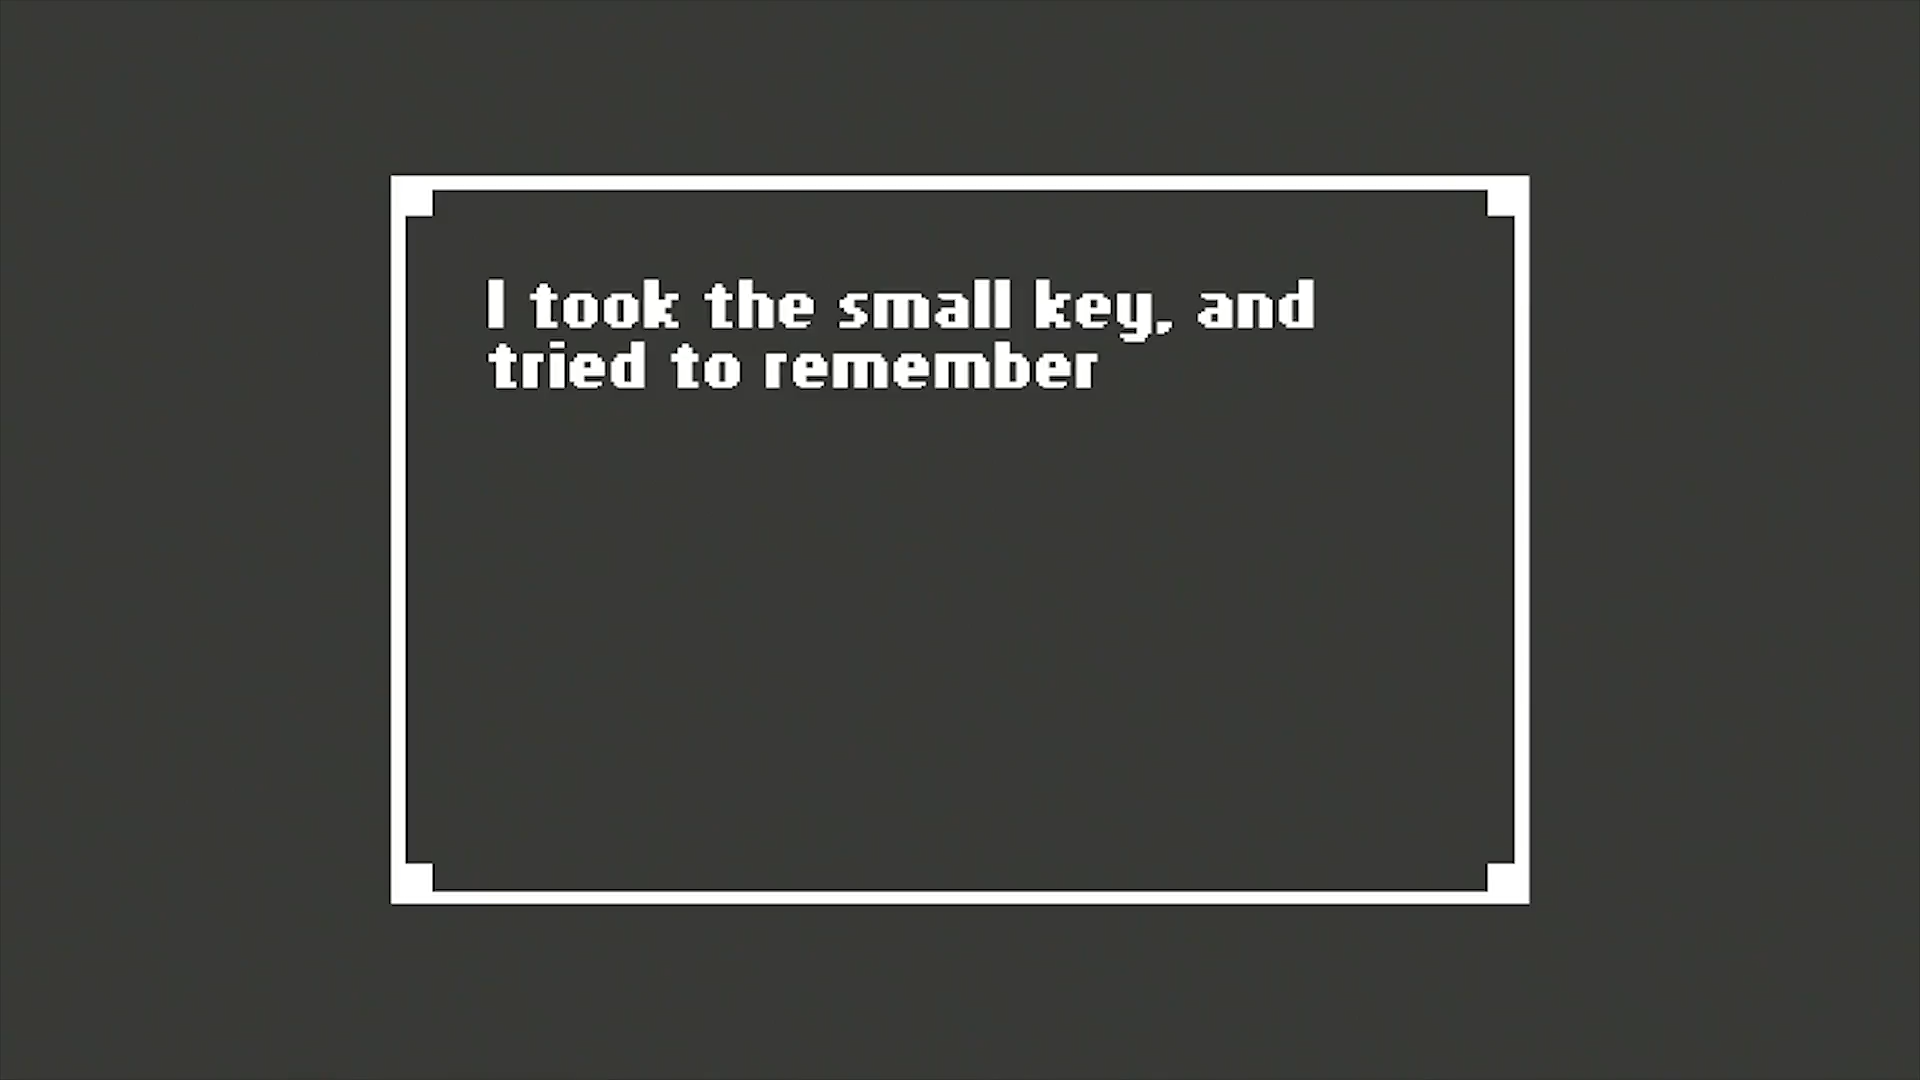 I took the small key, and
tried to remember